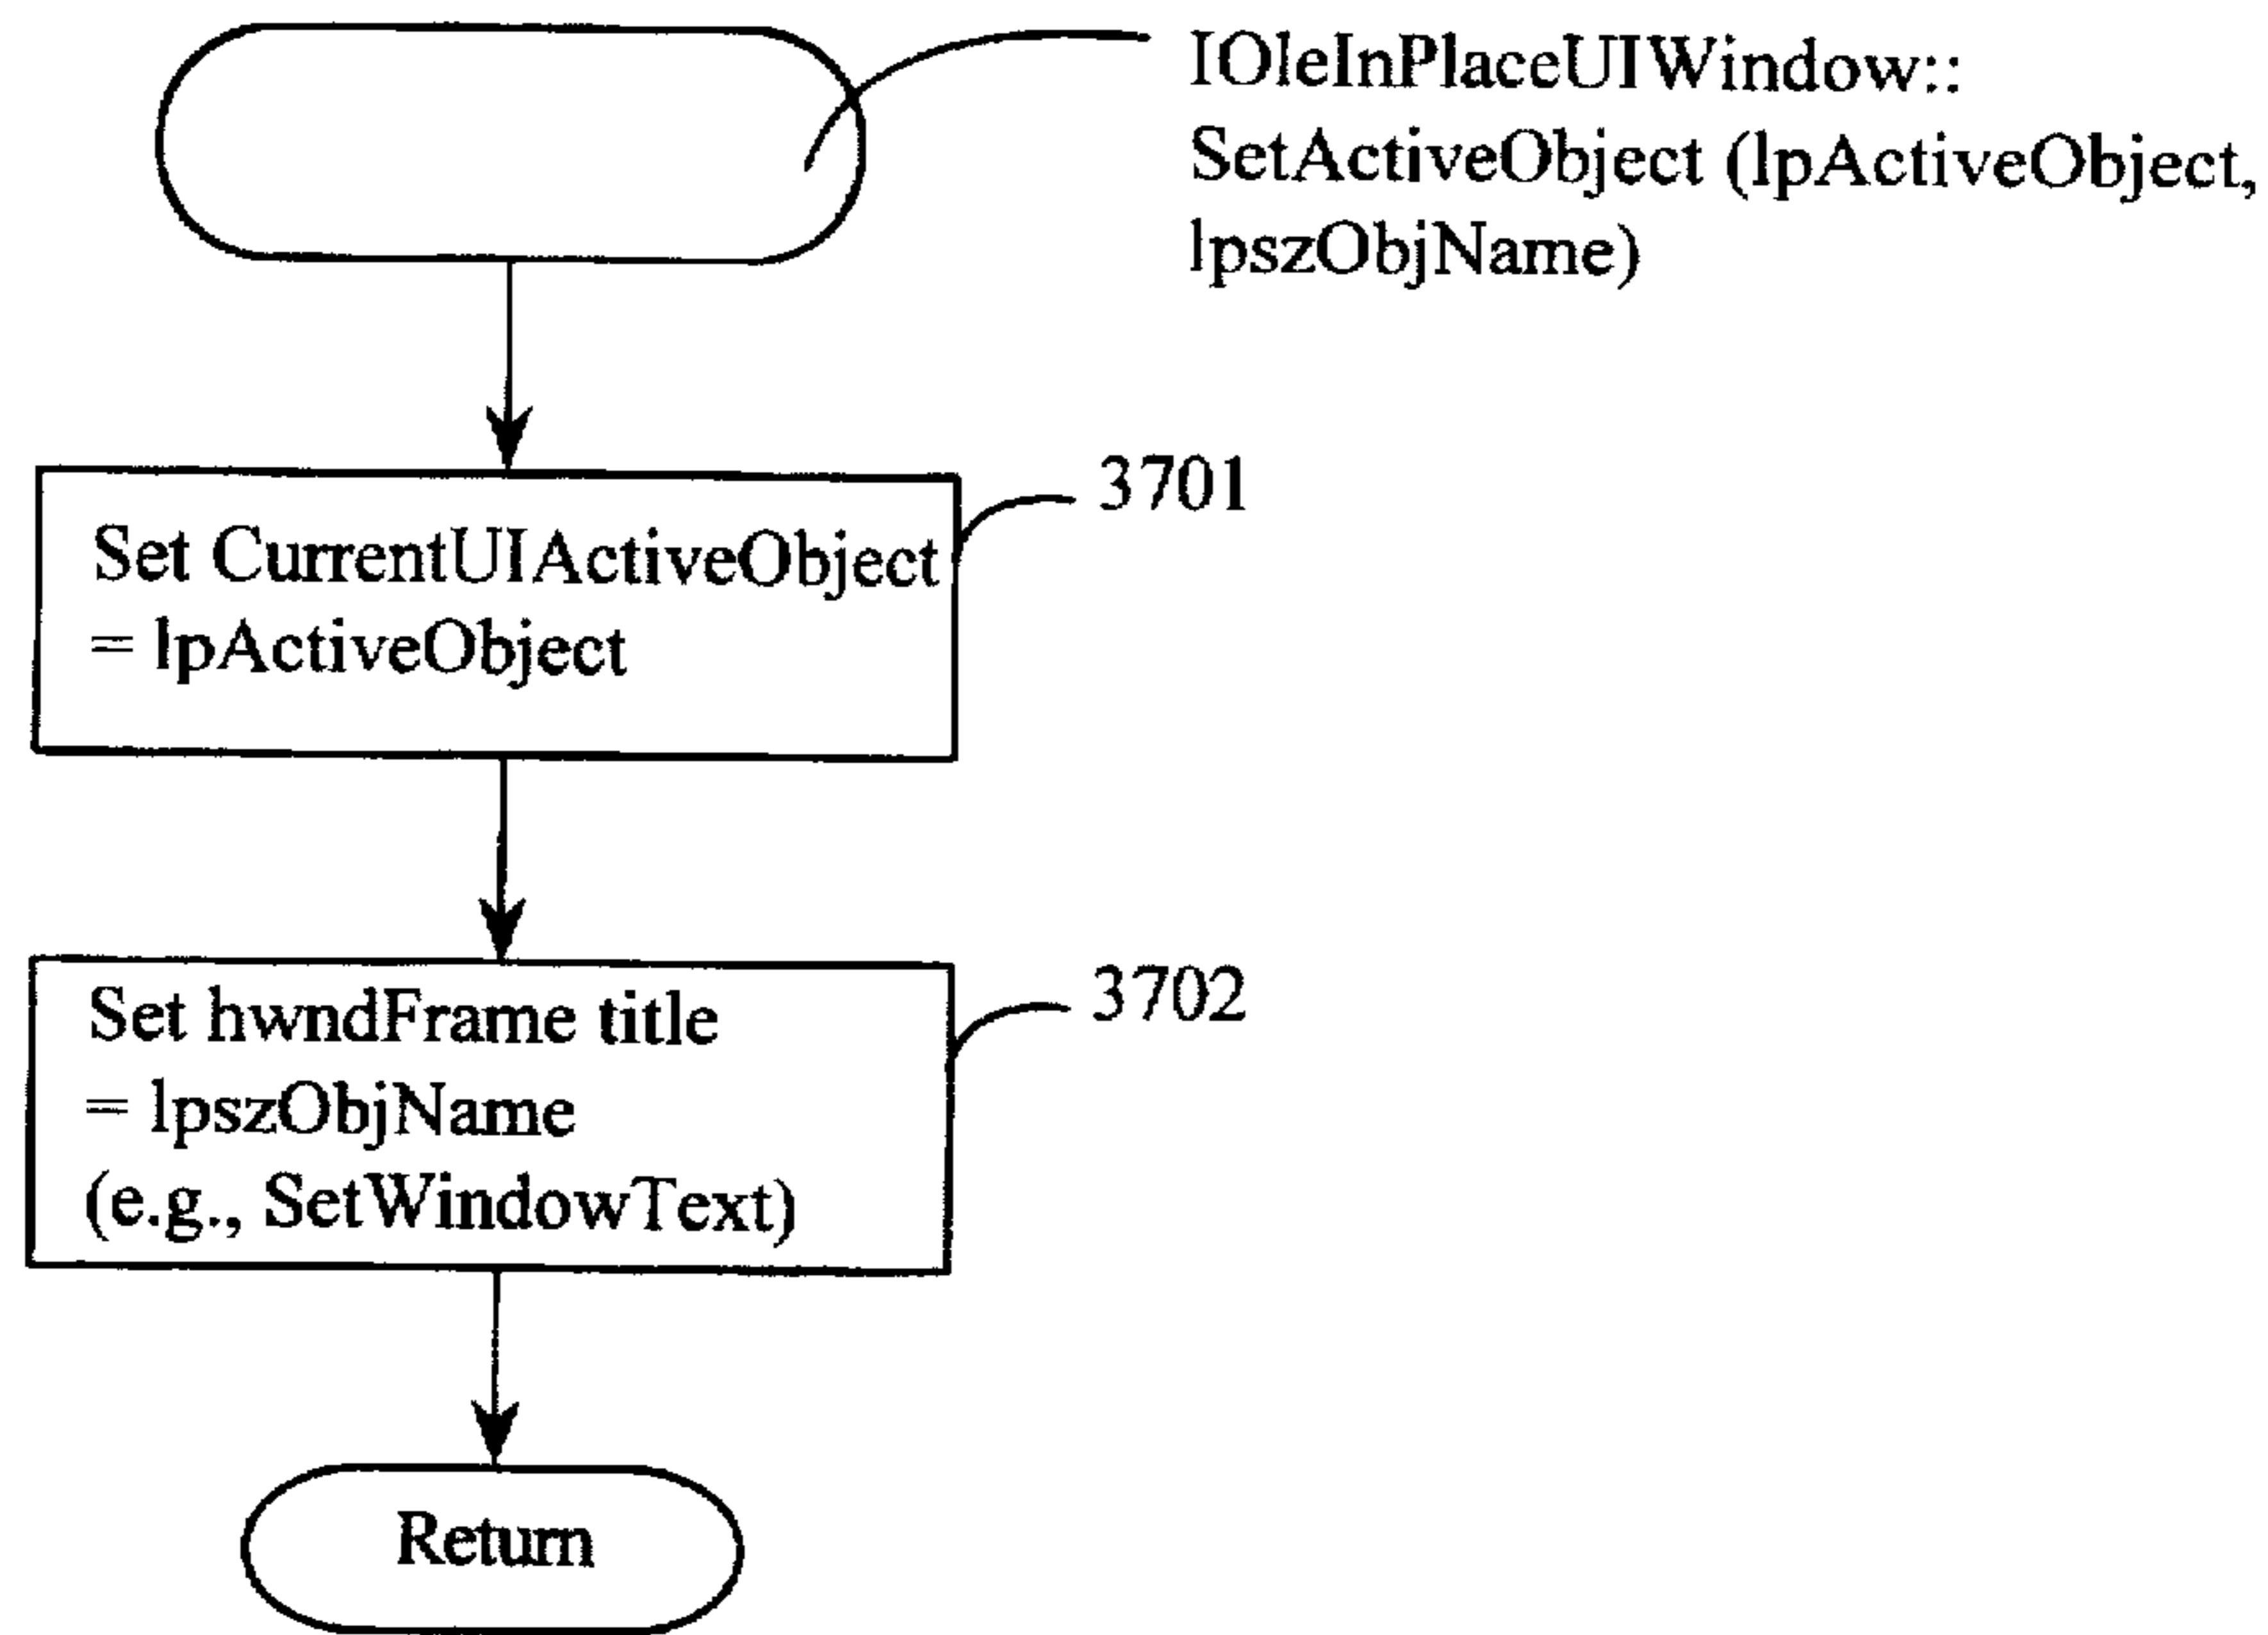 IOleInPlaceUIWindow::
SetActiveObject (lpActiveObject,
lpszObjName)
3701
Set CurrentUIActiveObject
= lpActiveObject
3702
Set hwndFrame title
= lpszObjName
(e.g., SetWindowText)
Return